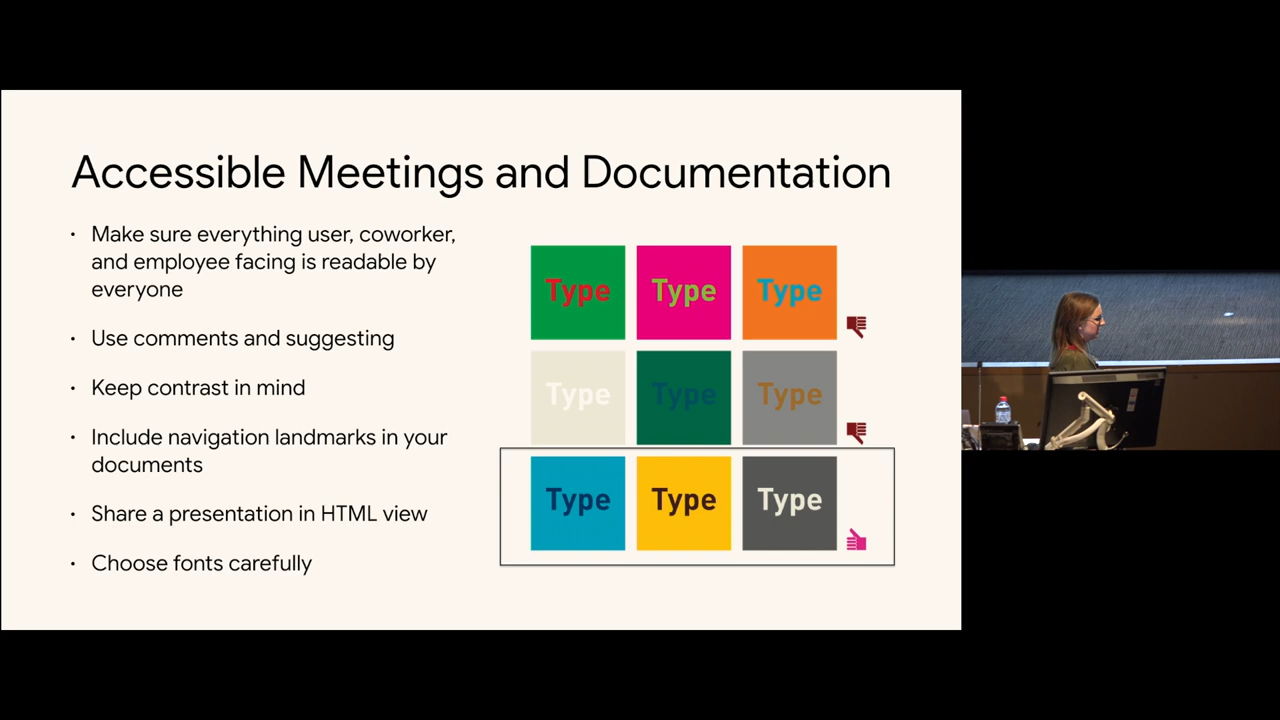 Accessible Meetings and Documentation
• Make sure everything user, coworker,
and employee facing is readable by
everyone
• Use comments and suggesting
• Keep contrast in mind
• Include navigation landmarks in your
documents
• Share a presentation in HTML view
• Choose fonts carefully
Type Type Type
Type Type Type
Type Type Type